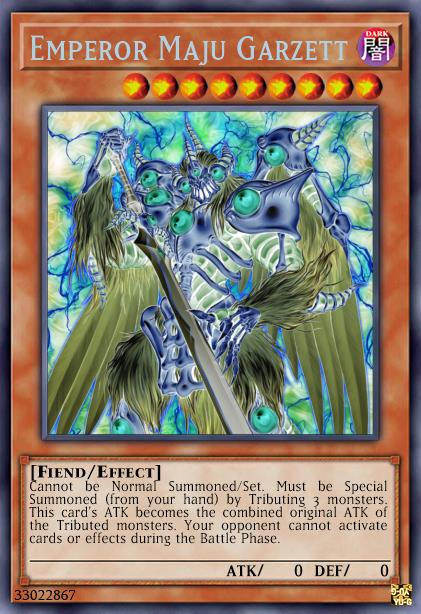 Emperor Maju Garzett
DARK
闇
[Fiend/Effect]
Cannot be Normal Summoned/Set. Must be Special
Summoned (from your hand) by Tributing 3 monsters.
This card's ATK becomes the combined original ATK of
the Tributed monsters. Your opponent cannot activate
cards or effects during the Battle Phase.
ATK/ 0 DEF/ 0
33022867